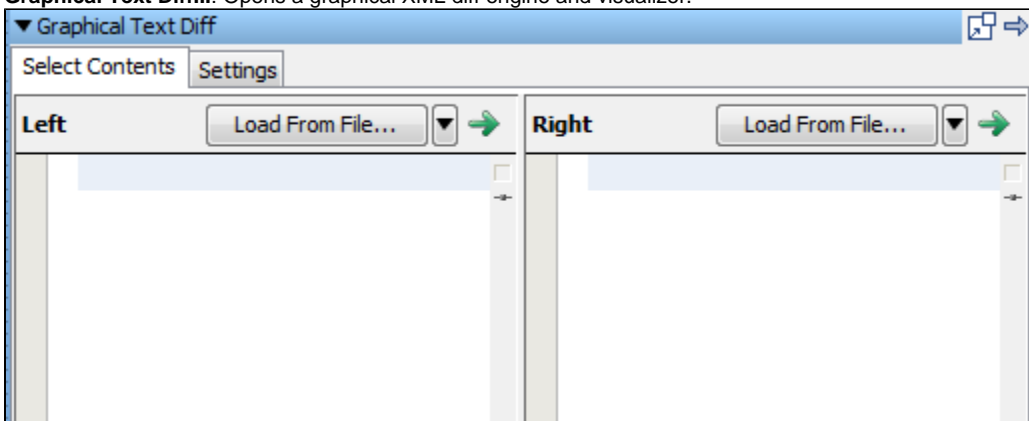 Graphical Text Diff...: Opens a graphical XML diff engine and visualizer.
Graphical Text Diff
Select Contents Settings
Left Load From File... Right Load From File...